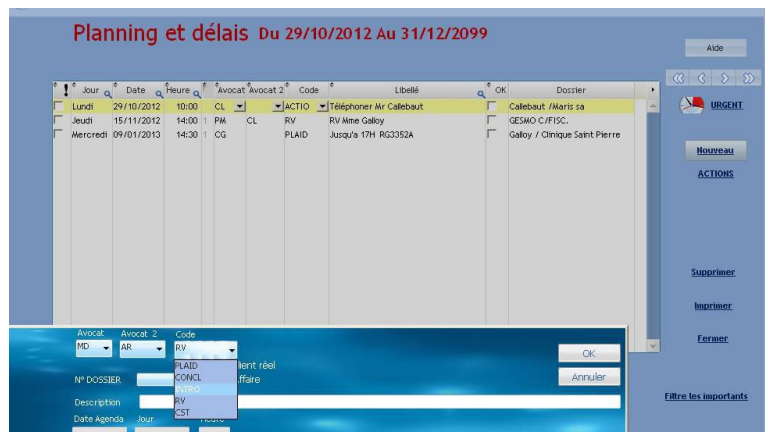 Planning et délais Du 29/10/2012 Au 31/12/2099
Aide
! Jour Date Heure Avocat Avocat 2 Code Libellé OK Dossier
Lundi 29/10/2012 10:00 CL ACTIO Téléphoner Mr Callebaut Callebaut /Maris sa
Jeudi 15/11/2012 14:00 1 PM CL RV RV Mme Galloy GESMO C/FISC.
Mercredi 09/01/2013 14:30 1 CG PLAID Jusqu'a 17H RG3352A Galloy / Clinique Saint Pierre
URGENT
Nouveau
ACTIONS
Supprimer
Imprimer
Fermer
Filtre les importants
Avocat Avocat 2 Code
MD AR RV
PLAID
CONCL
INTRO
RV
CST
lient réel
N° DOSSIER ffaire
Description
Date Agenda Jour Heure
OK
Annuler